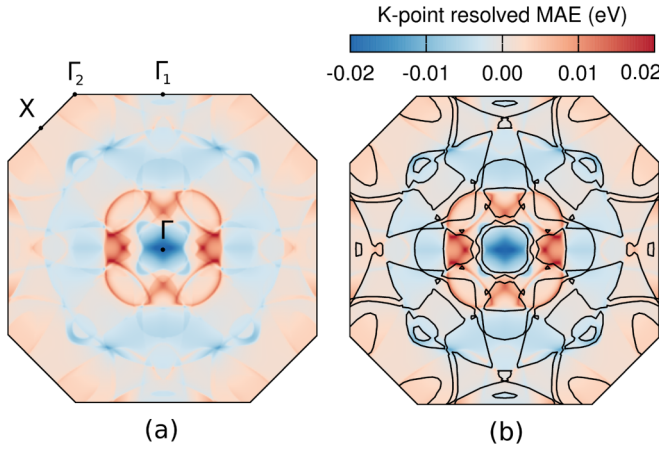 K-point resolved MAE (eV)
-0.02 -0.01 0.00 0.01 0.02
Γ₂ Γ₁
X
Γ
(a) (b)